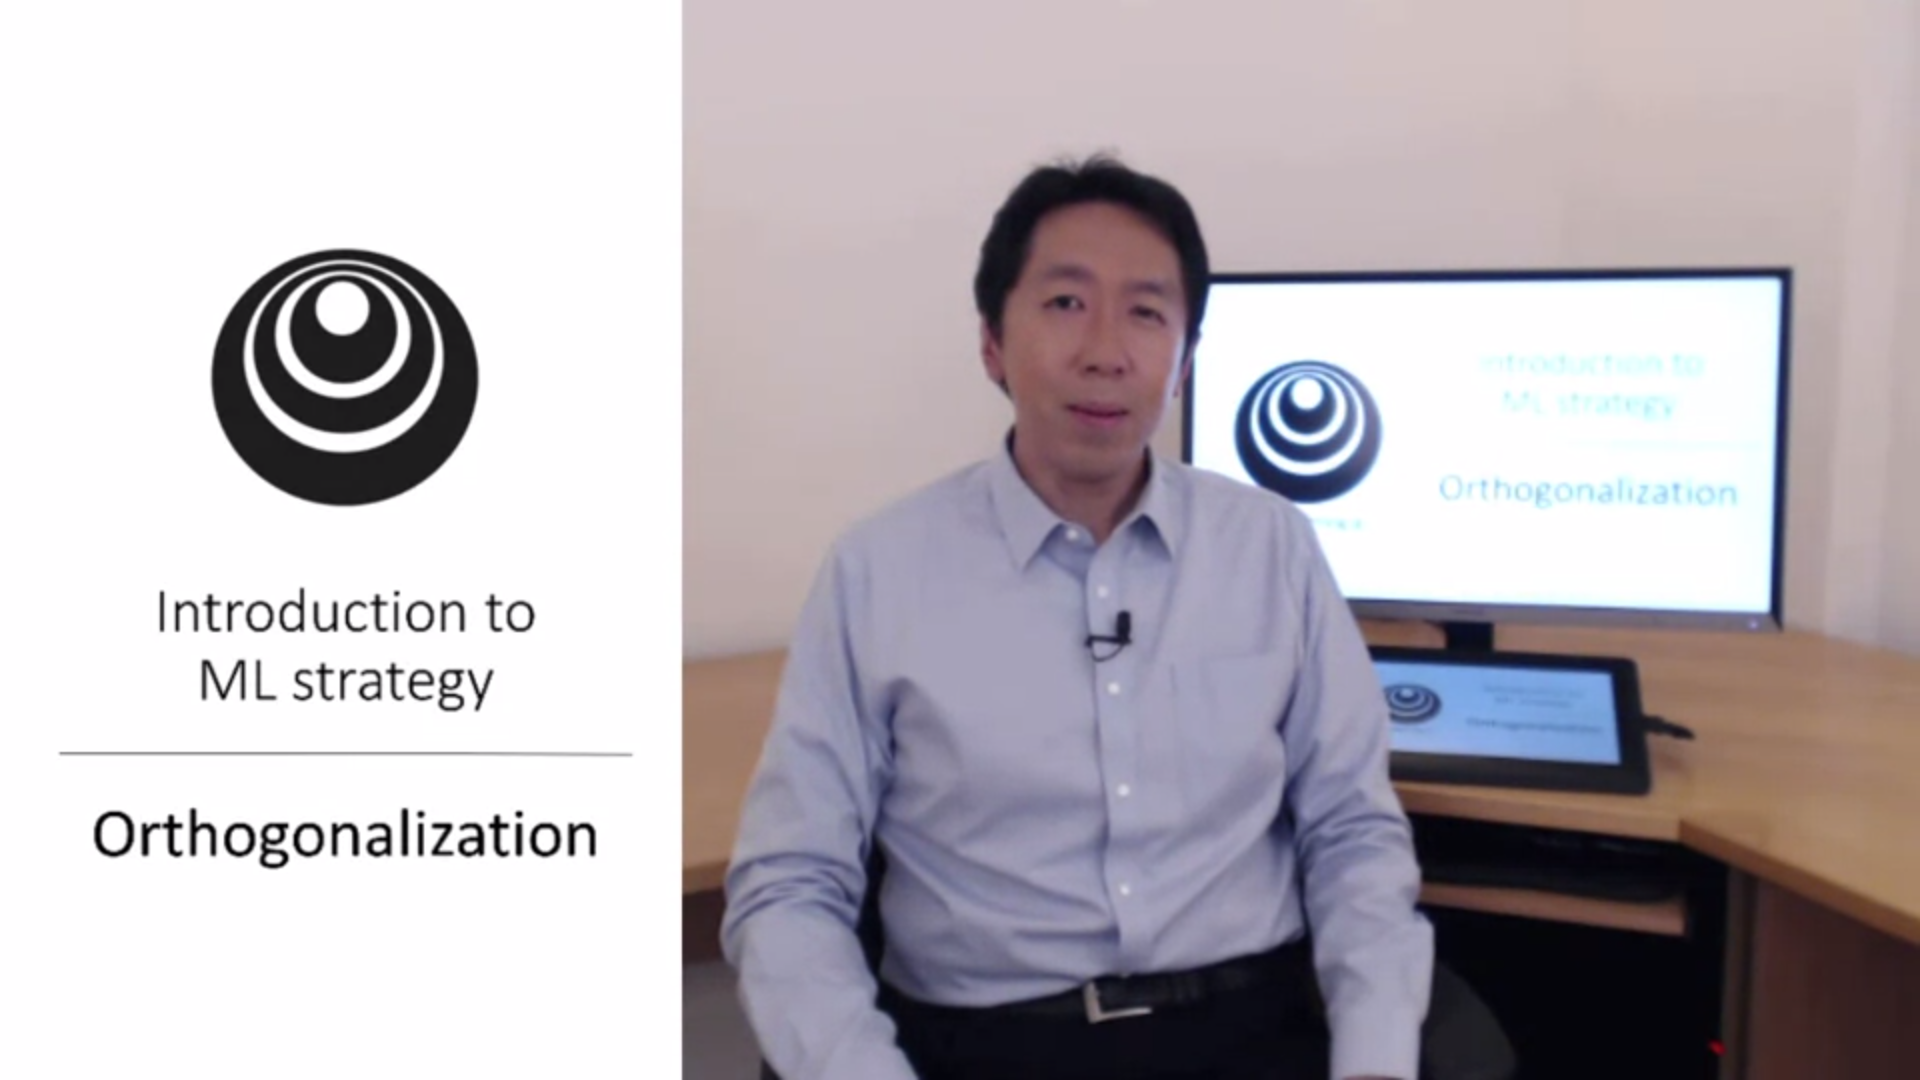 Introduction to
ML strategy
Orthogonalization
Introduction to
ML strategy
Orthogonalization